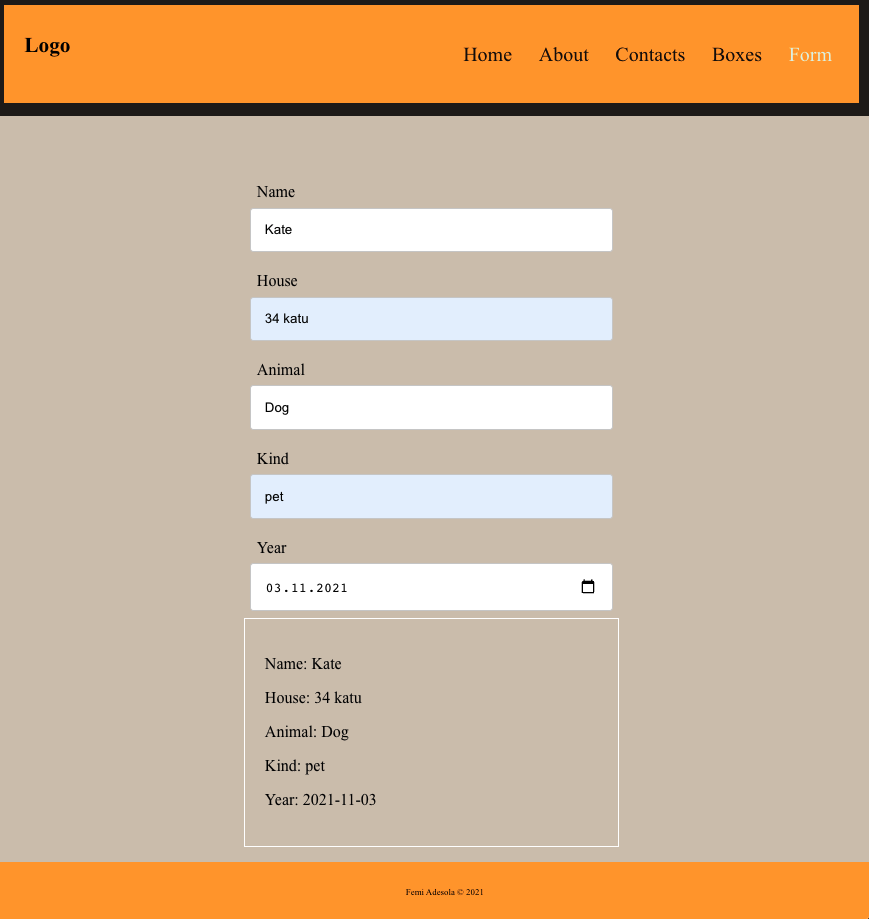 Logo
Home About Contacts Boxes Form
Name
Kate
House
34 katu
Animal
Dog
Kind
pet
Year
03.11.2021
Name: Kate
House: 34 katu
Animal: Dog
Kind: pet
Year: 2021-11-03
Femi Adesola © 2021